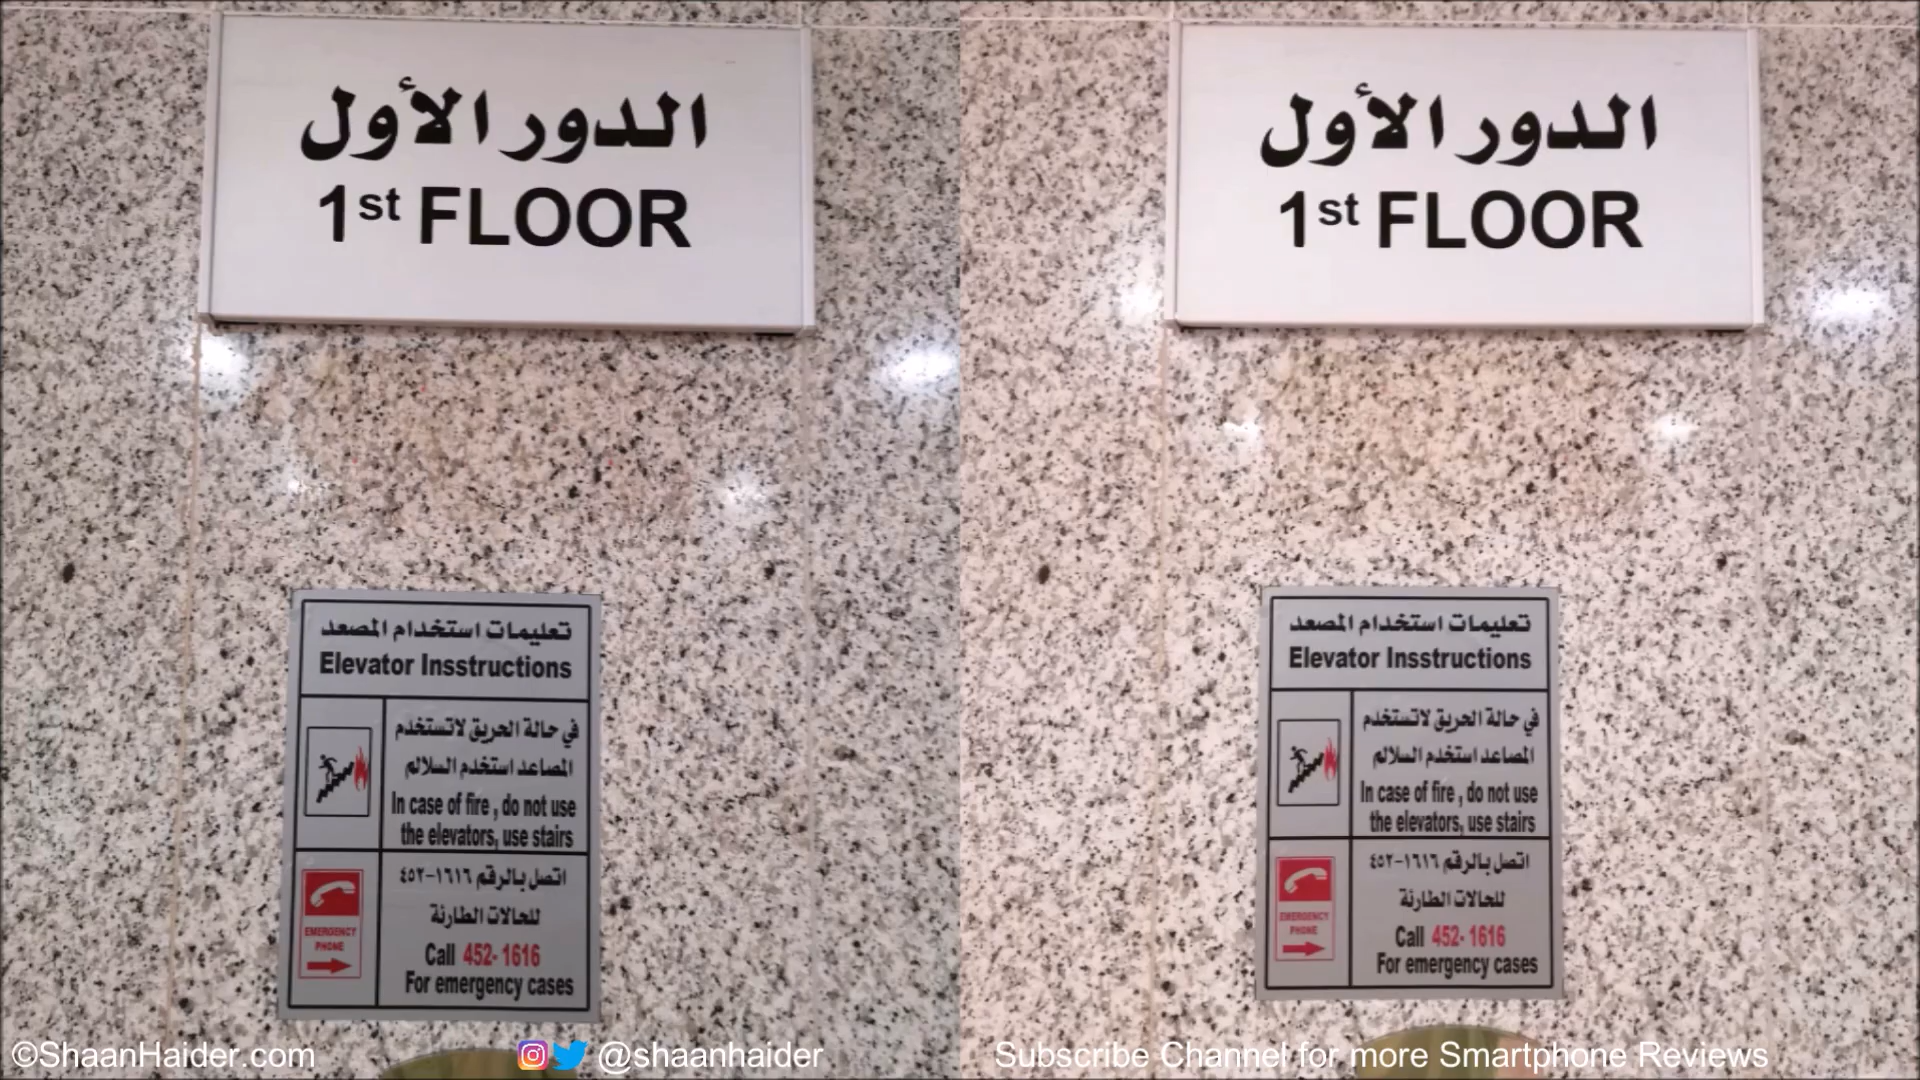 الدور الأول
1st FLOOR
تعليمات استخدام المصعد
Elevator Insstructions
في حالة الحريق لاتستخدم
المصاعد استخدم السلالم
In case of fire , do not use
the elevators, use stairs
EMERGENCY
PHONE
اتصل بالرقم ١٦١٦-٤٥٢
للحالات الطارئة
Call 452- 1616
For emergency cases
الدور الأول
1st FLOOR
تعليمات استخدام المصعد
Elevator Insstructions
في حالة الحريق لاتستخدم
المصاعد استخدم السلالم
In case of fire , do not use
the elevators, use stairs
EMERGENCY
PHONE
اتصل بالرقم ١٦١٦-٤٥٢
للحالات الطارئة
Call 452- 1616
For emergency cases
©ShaanHaider.com
@shaanhaider
Subscribe Channel for more Smartphone Reviews